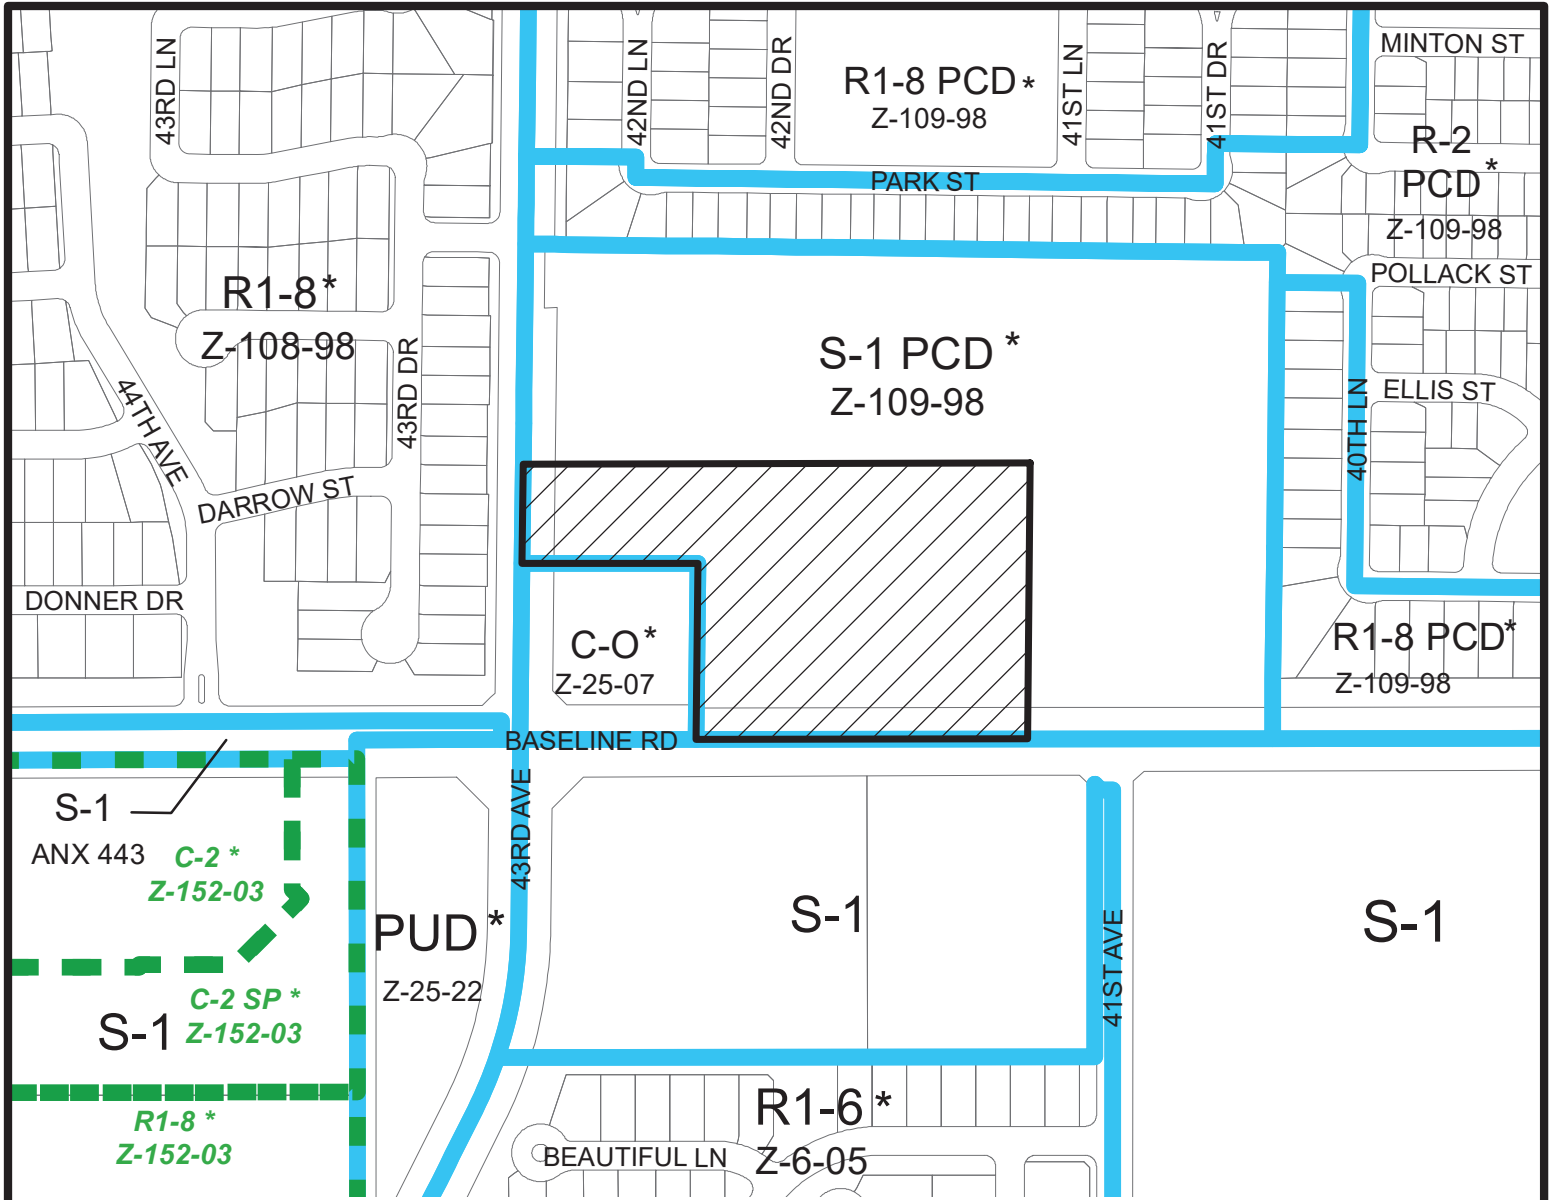 MINTON ST
43RD LN
42ND LN
42ND DR
41ST LN
41ST DR
R1-8 PCD *
Z-109-98
R-2
PCD *
Z-109-98
PARK ST
POLLACK ST
R1-8 *
Z-108-98
S-1 PCD *
Z-109-98
43RD DR
44TH AVE
40TH LN
ELLIS ST
DARROW ST
DONNER DR
C-O *
Z-25-07
R1-8 PCD *
Z-109-98
BASELINE RD
S-1
ANX 443
43RD AVE
C-2 *
Z-152-03
PUD *
Z-25-22
S-1
S-1
41ST AVE
C-2 SP *
Z-152-03
S-1
R1-8 *
Z-152-03
R1-6 *
Z-6-05
BEAUTIFUL LN